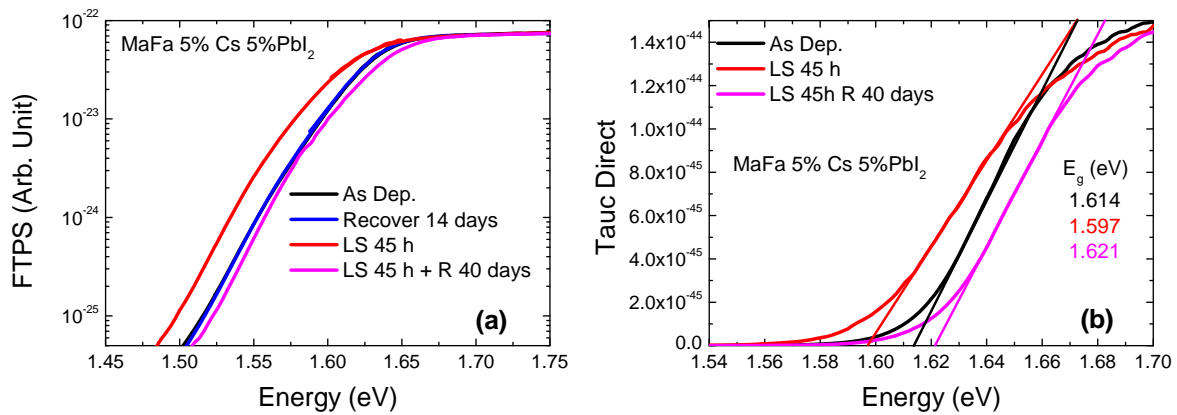 MaFa 5% Cs 5%PbI2
As Dep.
Recover 14 days
LS 45 h
LS 45 h + R 40 days
(a)
FTPS (Arb. Unit)
10-22
10-23
10-24
10-25
1.45 1.50 1.55 1.60 1.65 1.70 1.75
Energy (eV)
As Dep.
LS 45 h
LS 45h R 40 days
MaFa 5% Cs 5%PbI2
Eg (eV)
1.614
1.597
1.621
(b)
Tauc Direct
1.4x10-44
1.2x10-44
1.0x10-44
8.0x10-45
6.0x10-45
4.0x10-45
2.0x10-45
0.0
1.54 1.56 1.58 1.60 1.62 1.64 1.66 1.68 1.70
Energy (eV)